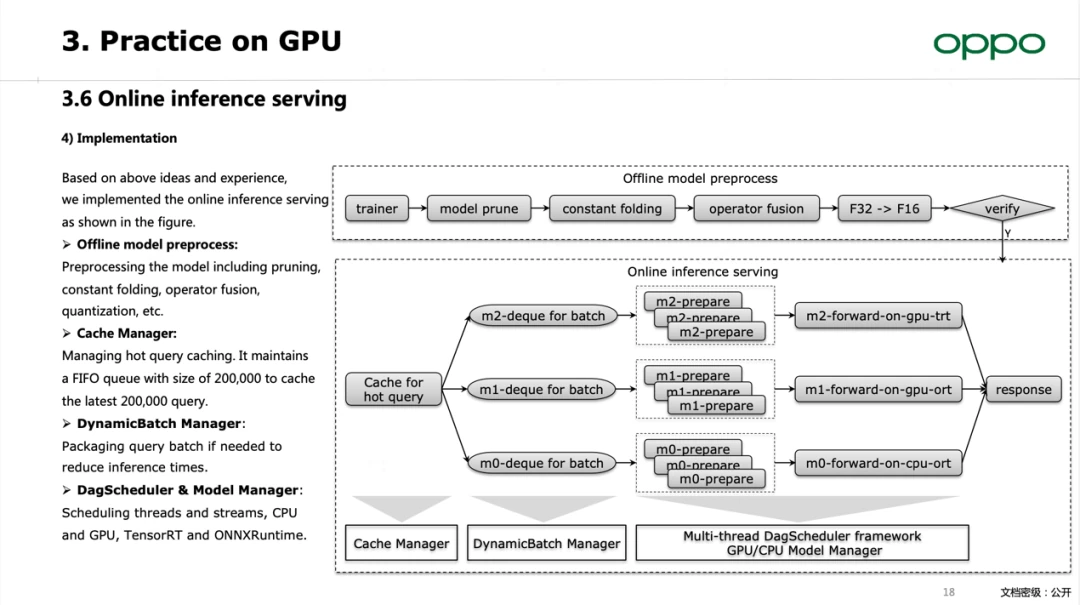 3. Practice on GPU
oppo
3.6 Online inference serving
4) Implementation
Based on above ideas and experience,
we implemented the online inference serving
as shown in the figure.
➢ Offline model preprocess:
Preprocessing the model including pruning,
constant folding, operator fusion,
quantization, etc.
➢ Cache Manager:
Managing hot query caching. It maintains
a FIFO queue with size of 200,000 to cache
the latest 200,000 query.
➢ DynamicBatch Manager:
Packaging query batch if needed to
reduce inference times.
➢ DagScheduler & Model Manager:
Scheduling threads and streams, CPU
and GPU, TensorRT and ONNXRuntime.
Offline model preprocess
trainer
model prune
constant folding
operator fusion
F32 -> F16
verify
Y
Online inference serving
Cache for
hot query
m2-deque for batch
m2-prepare
m2-prepare
m2-prepare
m2-forward-on-gpu-trt
m1-deque for batch
m1-prepare
m1-prepare
m1-prepare
m1-forward-on-gpu-ort
response
m0-deque for batch
m0-prepare
m0-prepare
m0-prepare
m0-forward-on-cpu-ort
Cache Manager
DynamicBatch Manager
Multi-thread DagScheduler framework
GPU/CPU Model Manager
18
文档密级：公开